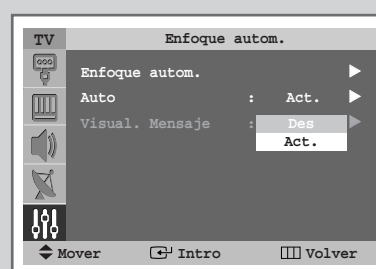 TV Enfoque autom.
Enfoque autom.
Auto : Act.
Visual. Mensaje : Des
Act.
Mover Intro Volver